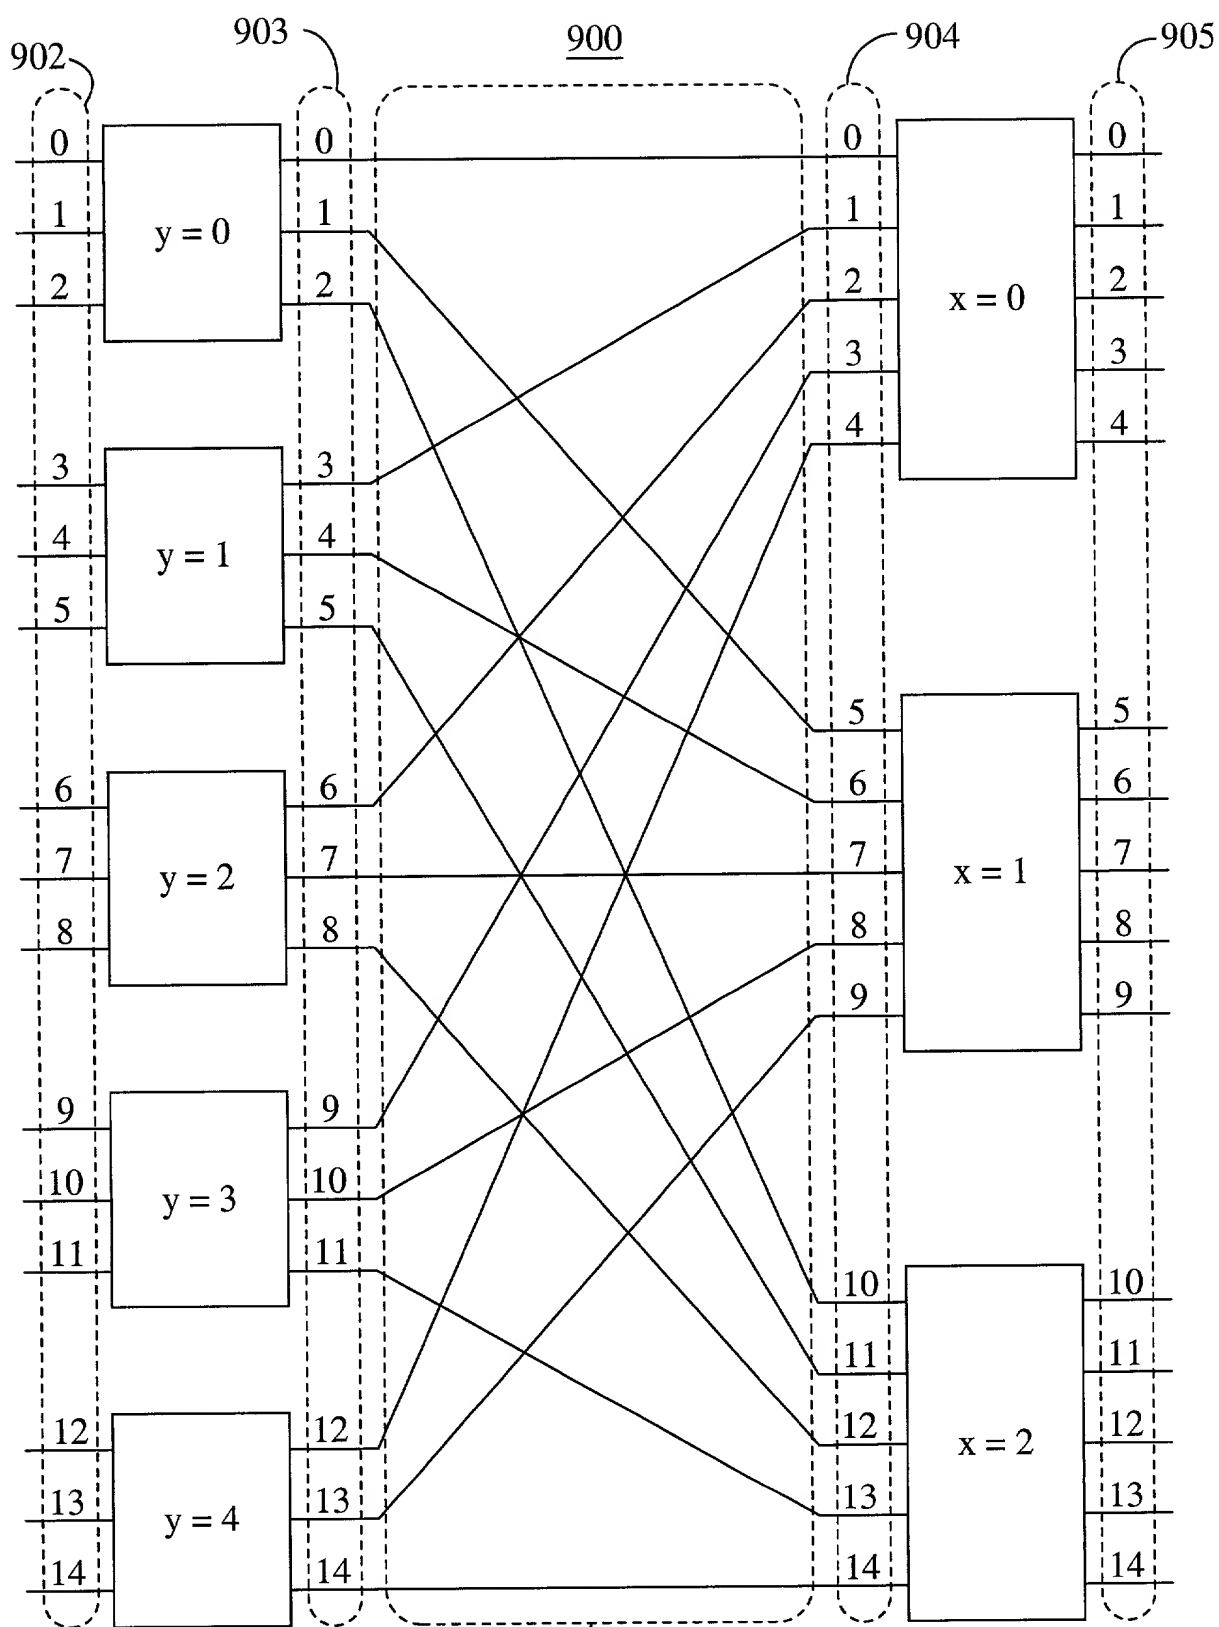 902
903
900
904
905
0 0 0 0
1 y = 0 1 1 1
2 2 2 x = 0 2
3 3
4 4
3 3
4 y = 1 4
5 5
5 5
6 6 6 6
7 y = 2 7 7 x = 1 7
8 8 8 8
9 9
9 9
10 y = 3 10
11 11
10 10
11 11
12 12 12 x = 2 12
13 y = 4 13 13 13
14 14 14 14